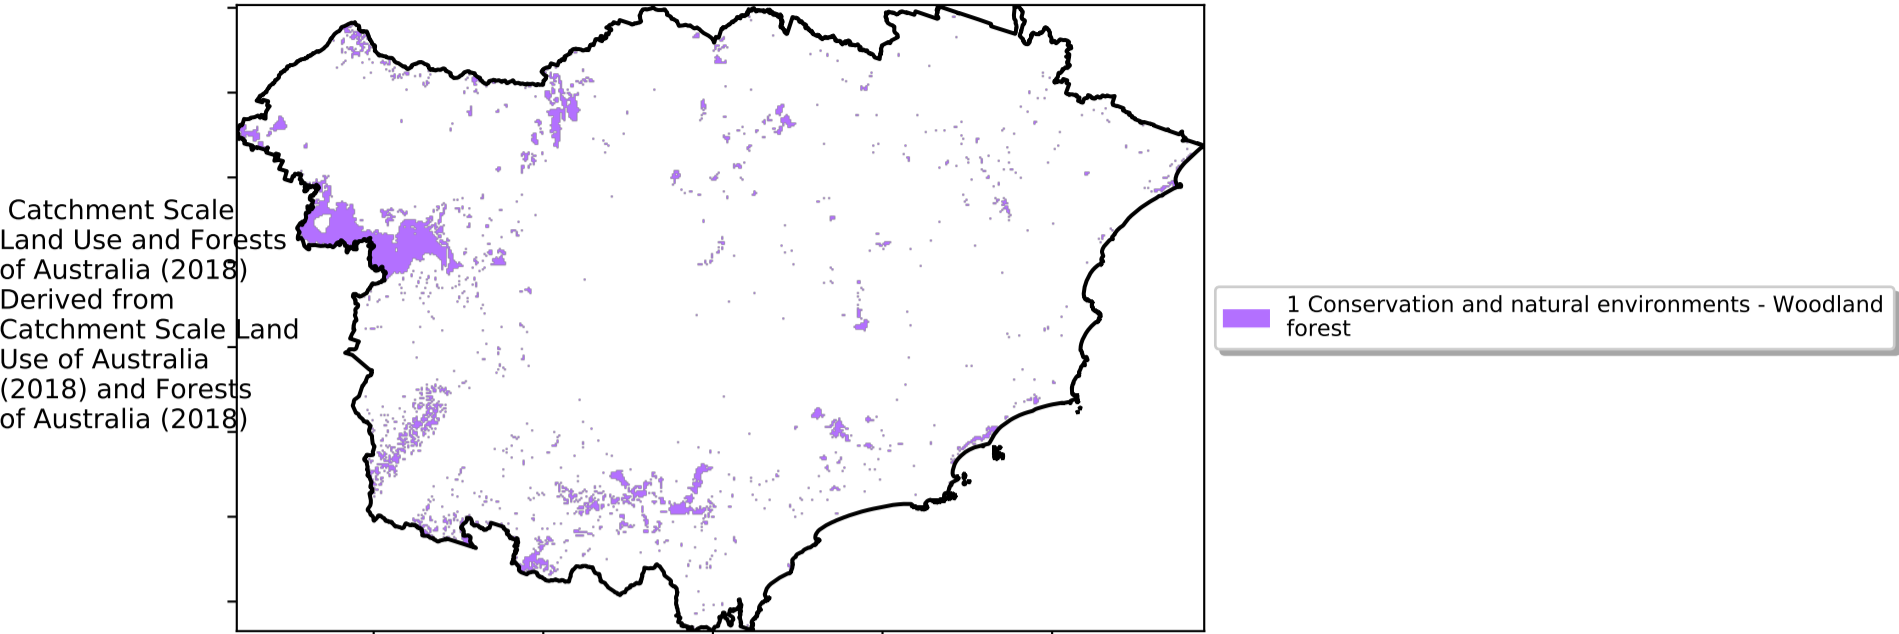 Catchment Scale
Land Use and Forests
of Australia (2018)
Derived from
Catchment Scale Land
Use of Australia
(2018) and Forests
of Australia (2018)
1 Conservation and natural environments - Woodland
forest